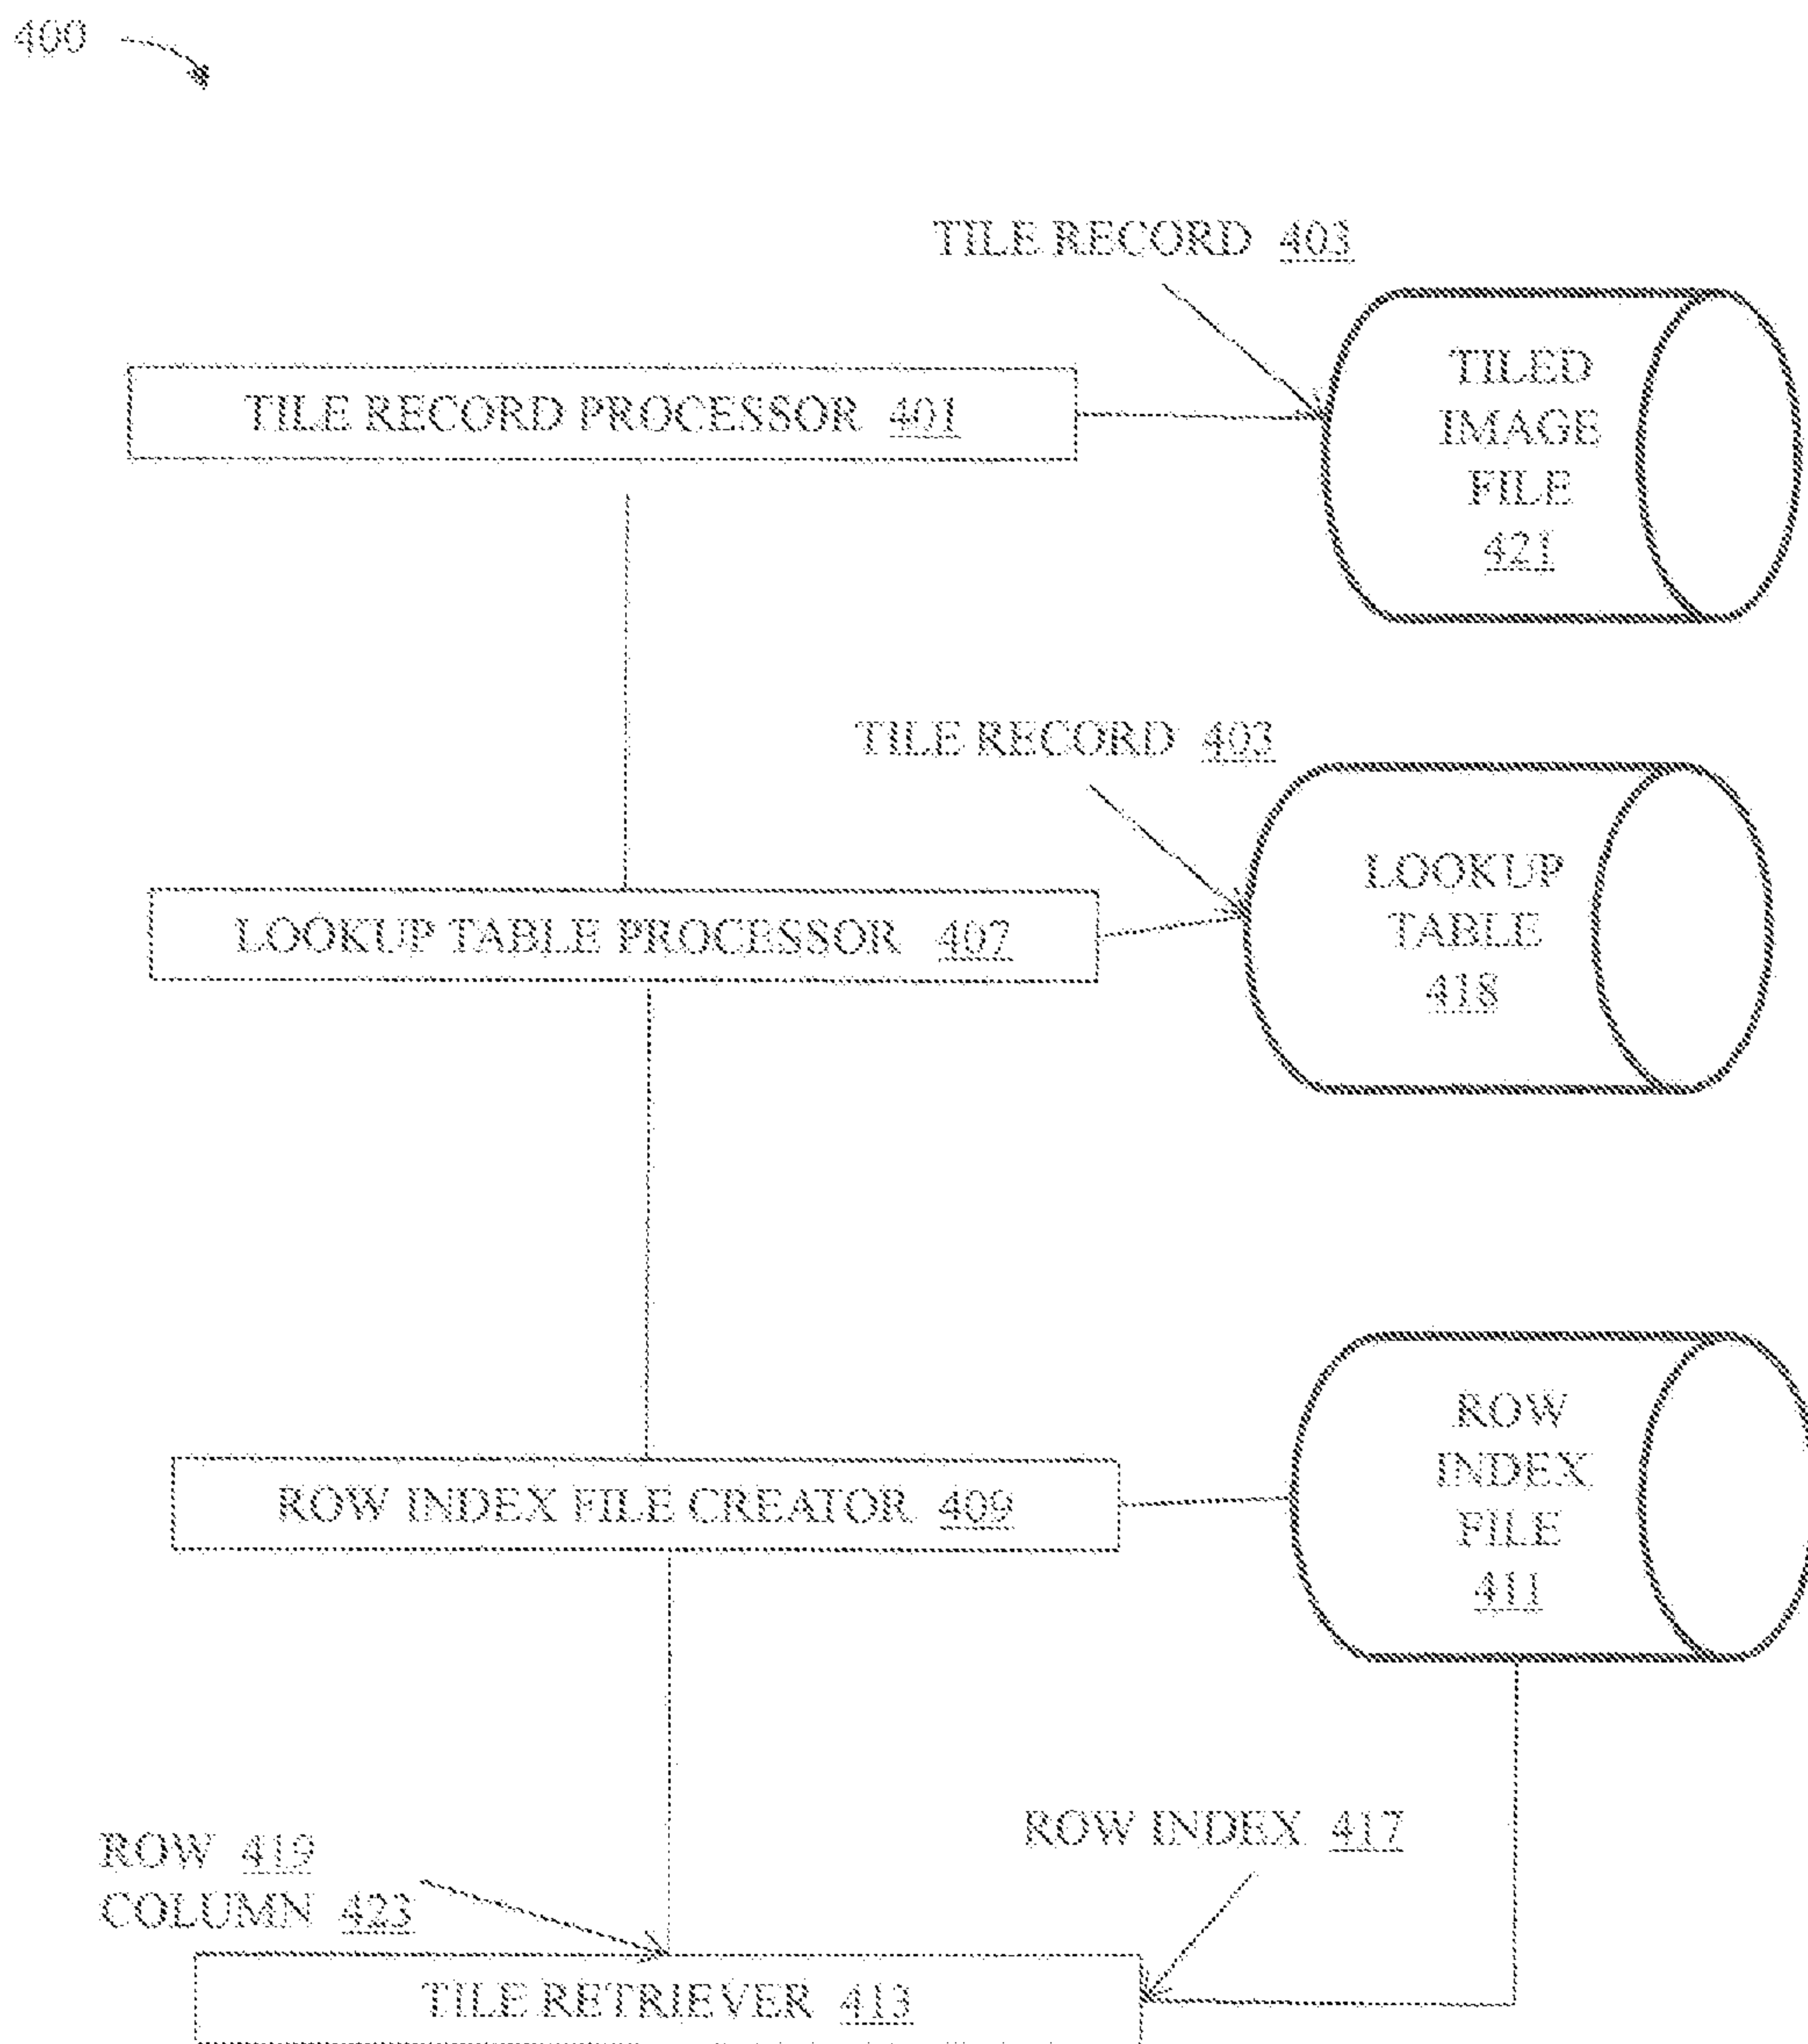 400
TILE RECORD 403
TILED
IMAGE
FILE
421
TILE RECORD PROCESSOR 401
TILE RECORD 403
LOOKUP
TABLE
418
LOOKUP TABLE PROCESSOR 407
ROW
INDEX
FILE
411
ROW INDEX FILE CREATOR 409
ROW INDEX 417
ROW 419
COLUMN 423
TILE RETRIEVER 413